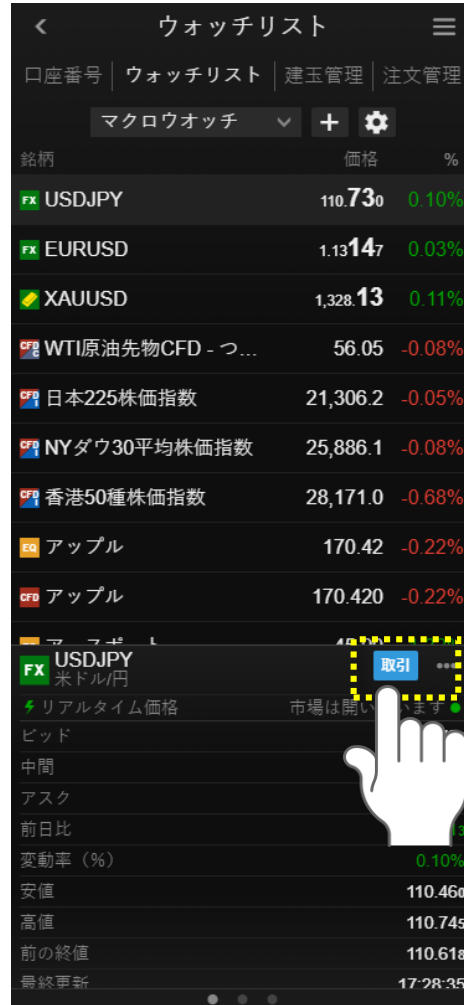 ウォッチリスト
口座番号 ウォッチリスト 建玉管理 注文管理
マクロウオッチ
銘柄 価格 %
FX USDJPY 110.730 0.10%
FX EURUSD 1.13147 0.03%
XAUUSD 1,328.13 0.11%
CFD C WTI原油先物CFD - つ... 56.05 -0.08%
CFD I 日本225株価指数 21,306.2 -0.05%
CFD I NYダウ30平均株価指数 25,886.1 -0.08%
CFD I 香港50種株価指数 28,171.0 -0.68%
EQ アップル 170.42 -0.22%
CFD アップル 170.420 -0.22%
FX USDJPY 取引
米ドル/円
リアルタイム価格 市場は開い います
ビッド
中間
アスク
前日比
変動率（%） 0.10%
安値 110.460
高値 110.745
前の終値 110.618
最終更新 17:28:35